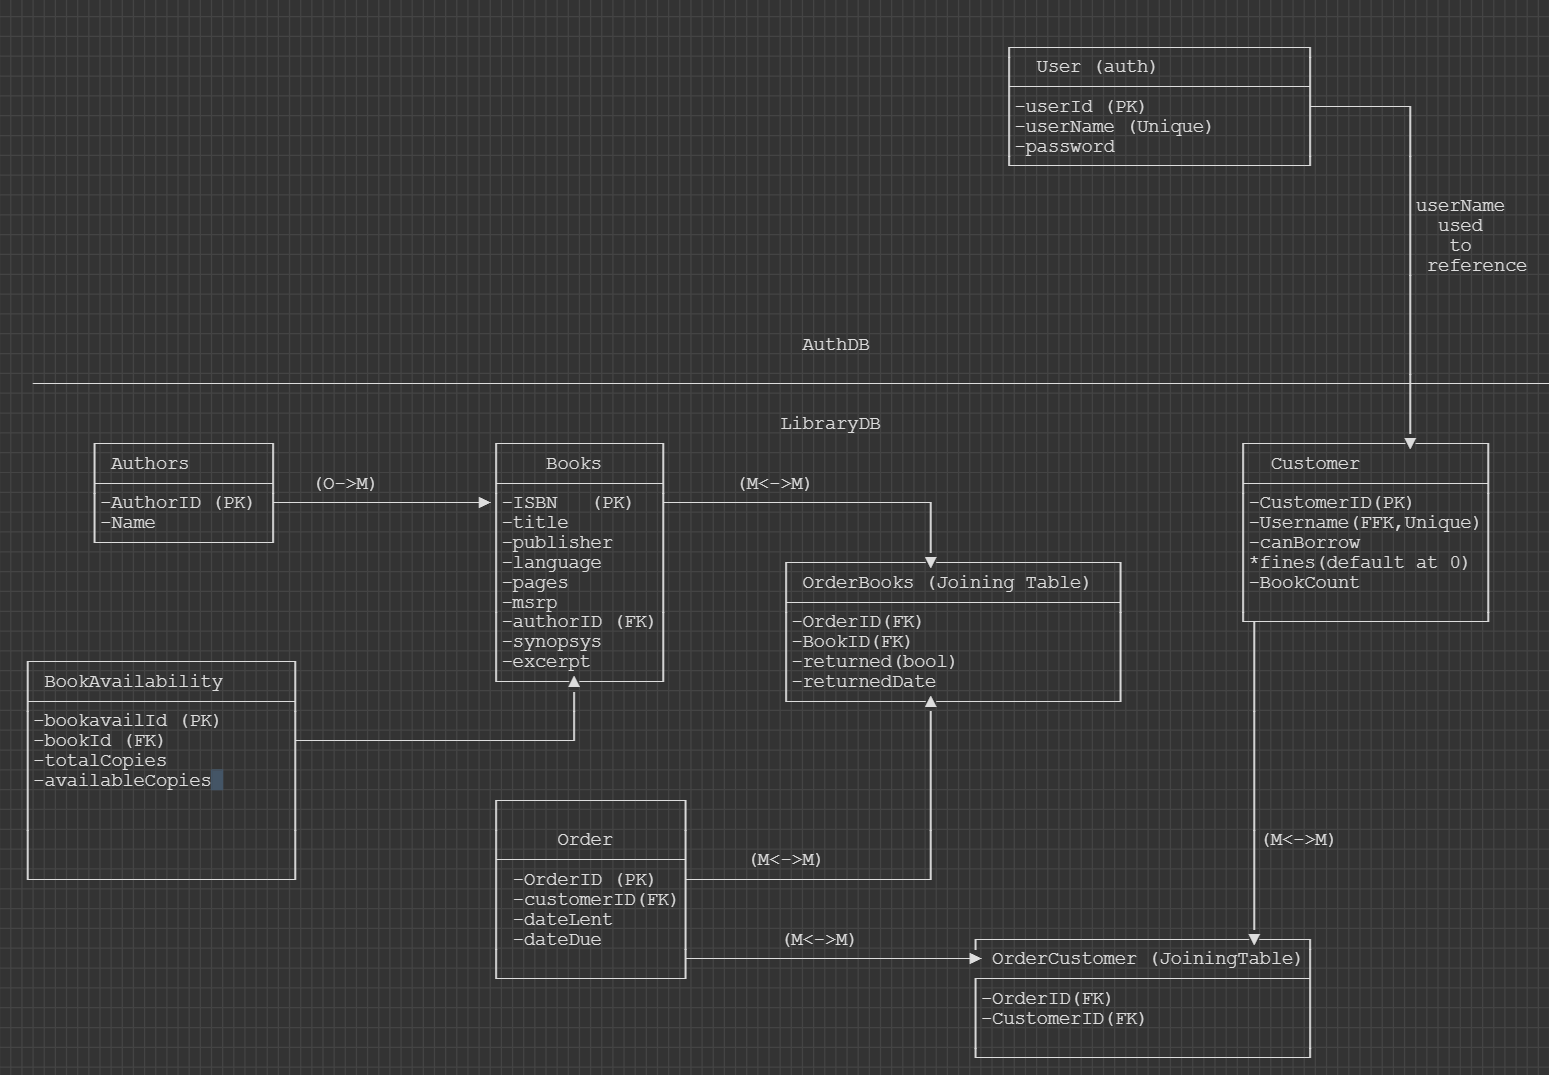 User (auth)
-userId (PK)
-userName (Unique)
-password
userName
used
to
reference
AuthDB
LibraryDB
Authors
-AuthorID (PK)
-Name
(O->M)
Books
-ISBN (PK)
-title
-publisher
-language
-pages
-msrp
-authorID (FK)
-synopsys
-excerpt
(M<->M)
OrderBooks (Joining Table)
-OrderID(FK)
-BookID(FK)
-returned(bool)
-returnedDate
Customer
-CustomerID(PK)
-Username(FFK,Unique)
-canBorrow
*fines(default at 0)
-BookCount
BookAvailability
-bookavailId (PK)
-bookId (FK)
-totalCopies
-availableCopies
Order
-OrderID (PK)
-customerID(FK)
-dateLent
-dateDue
(M<->M)
(M<->M)
(M<->M)
OrderCustomer (JoiningTable)
-OrderID(FK)
-CustomerID(FK)